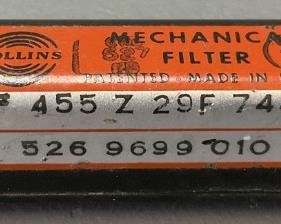 OLLINS
MECHANICA
FILTER
PATENTED MADE IN
455 Z 29F 74
526 9699 010